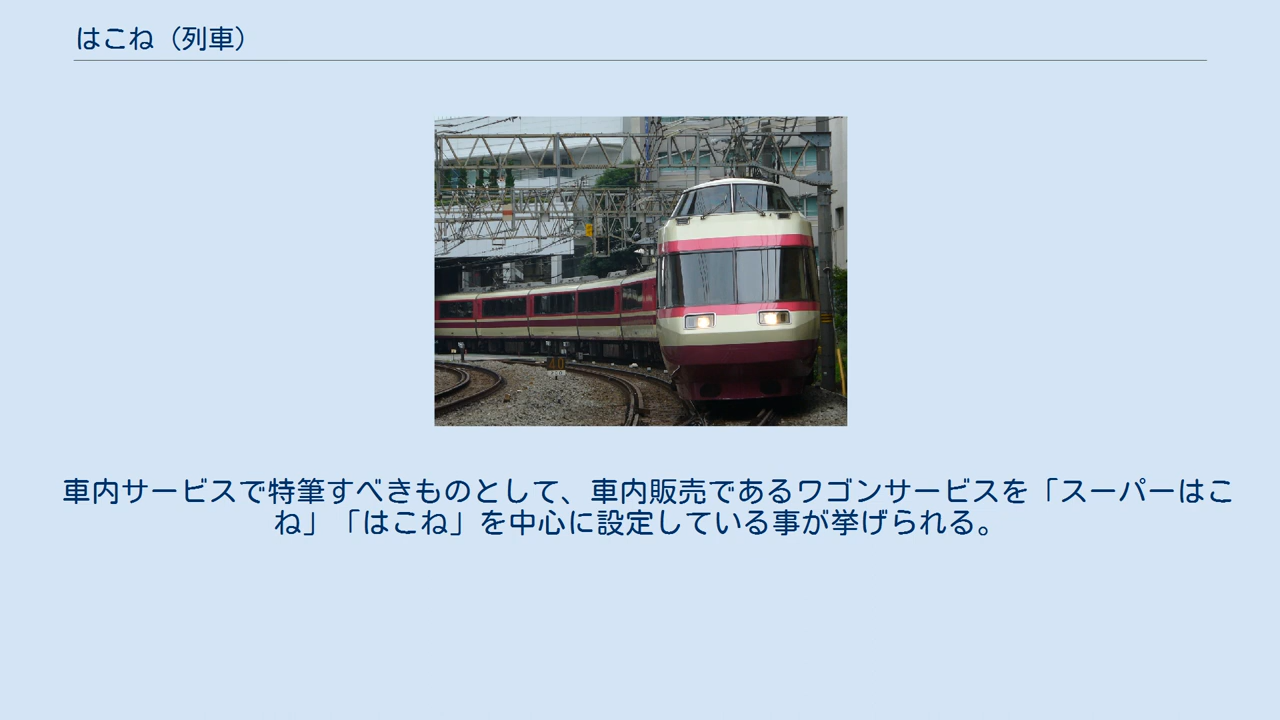 はこね（列車）
車内サービスで特筆すべきものとして、車内販売であるワゴンサービスを「スーパーはこ
ね」「はこね」を中心に設定している事が挙げられる。